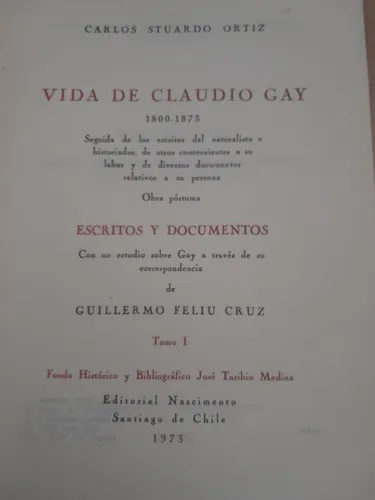 CARLOS STUARDO ORTIZ
VIDA DE CLAUDIO GAY
1800-1873
Seguida de los escritos del naturalista e
historiador, de otros concernientes a su
labor y de diversos documentos
relativos a su persona
Obra póstuma
ESCRITOS Y DOCUMENTOS
Con un estudio sobre Gay a través de su
correspondencia
de
GUILLERMO FELIU CRUZ
Tomo I
Fondo Histórico y Bibliográfico José Toribio Medina
Editorial Nascimento
Santiago de Chile
1973